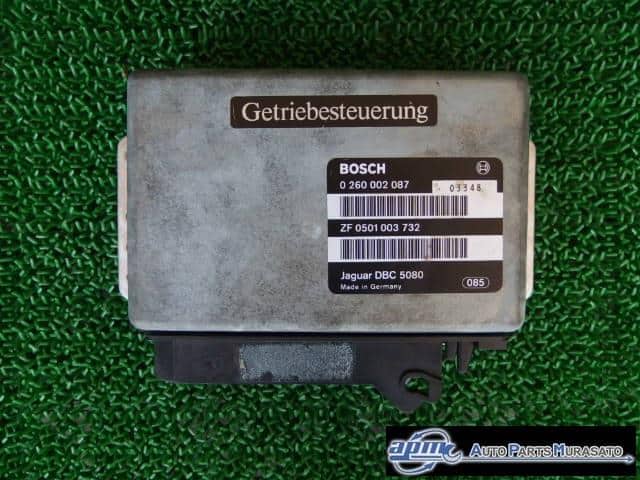 Getriebesteuerung
BOSCH
0 260 002 087
03348
ZF 0501 003 732
Jaguar DBC 5080
Made in Germany
085
apm AUTO PARTS MURASATO